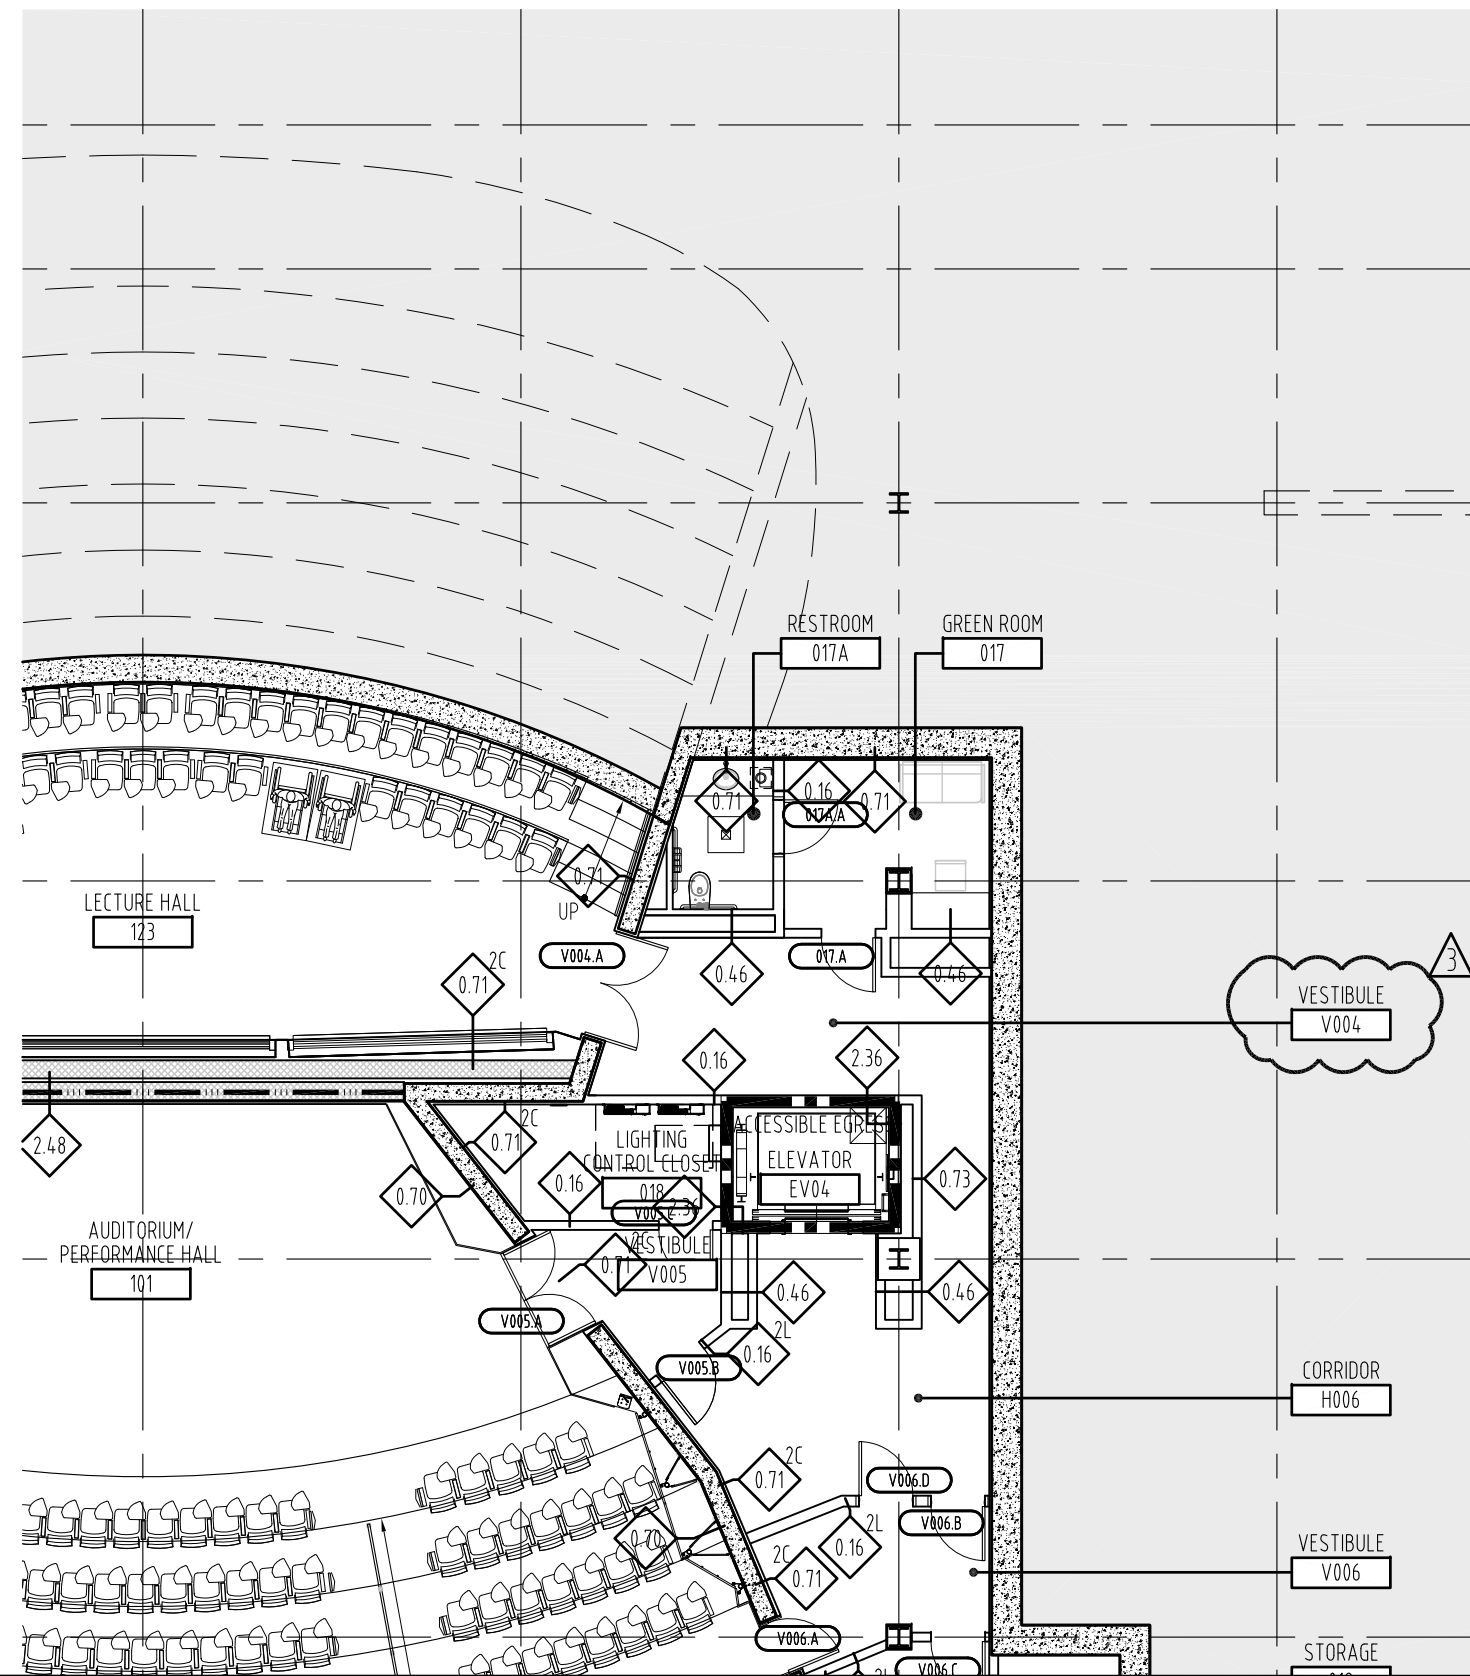 RESTROOM
017A
GREEN ROOM
017
0.71
0.16
0.71
017A.A
0.71
UP
LECTURE HALL
123
V004.A
017.A
2C
0.71
0.46
0.46
3
VESTIBULE
V004
0.16
2.36
2.48
2C
0.71
LIGHTING
CONTROL CLOSET
018
ACCESSIBLE EGRESS
ELEVATOR
EV04
0.73
0.16
0.70
2.36
AUDITORIUM/
PERFORMANCE HALL
101
2C
0.71
VESTIBULE
V005
0.46
0.46
V005.A
2L
0.16
V005.B
CORRIDOR
H006
2C
0.71
V006.D
V006.B
2L
0.16
0.70
2C
0.71
VESTIBULE
V006
V006.A
V006.C
2L
STORAGE